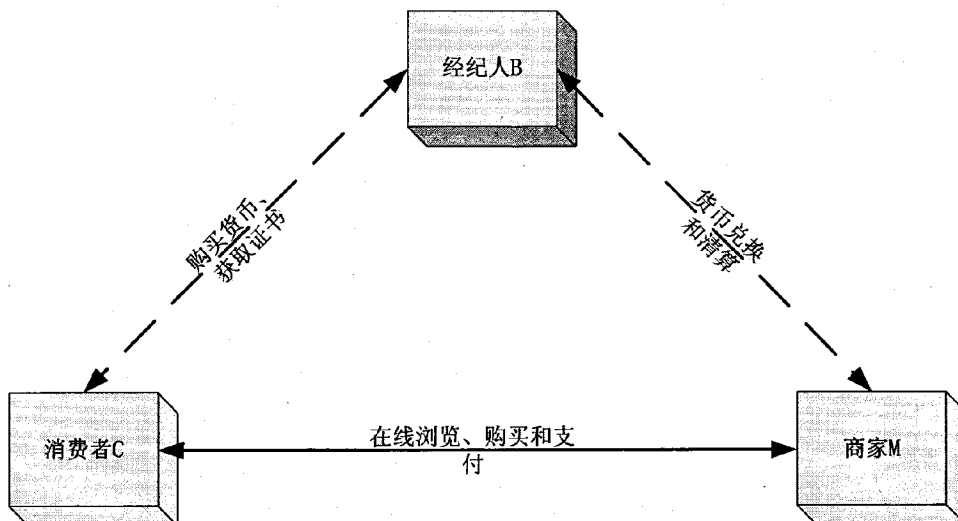 经纪人B
购买货币、
获取证书
货币兑换
和清算
消费者C
在线浏览、购买和支
付
商家M